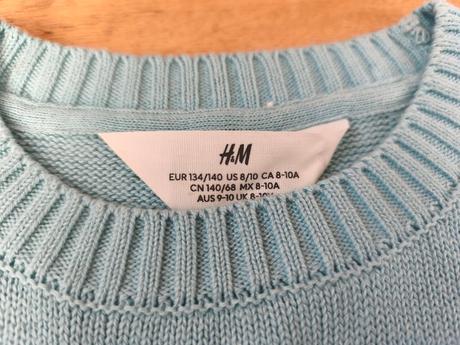 H&M
EUR 134/140 US 8/10 CA 8-10A
CN 140/68 MX 8-10A
AUS 9-10 UK 8-10Y